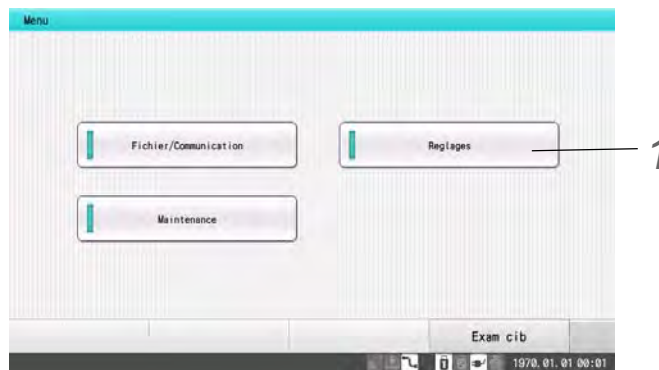 Menu
Fichier/Communication
Reglages
1
Maintenance
Exam cib
1970.01.01 00:01